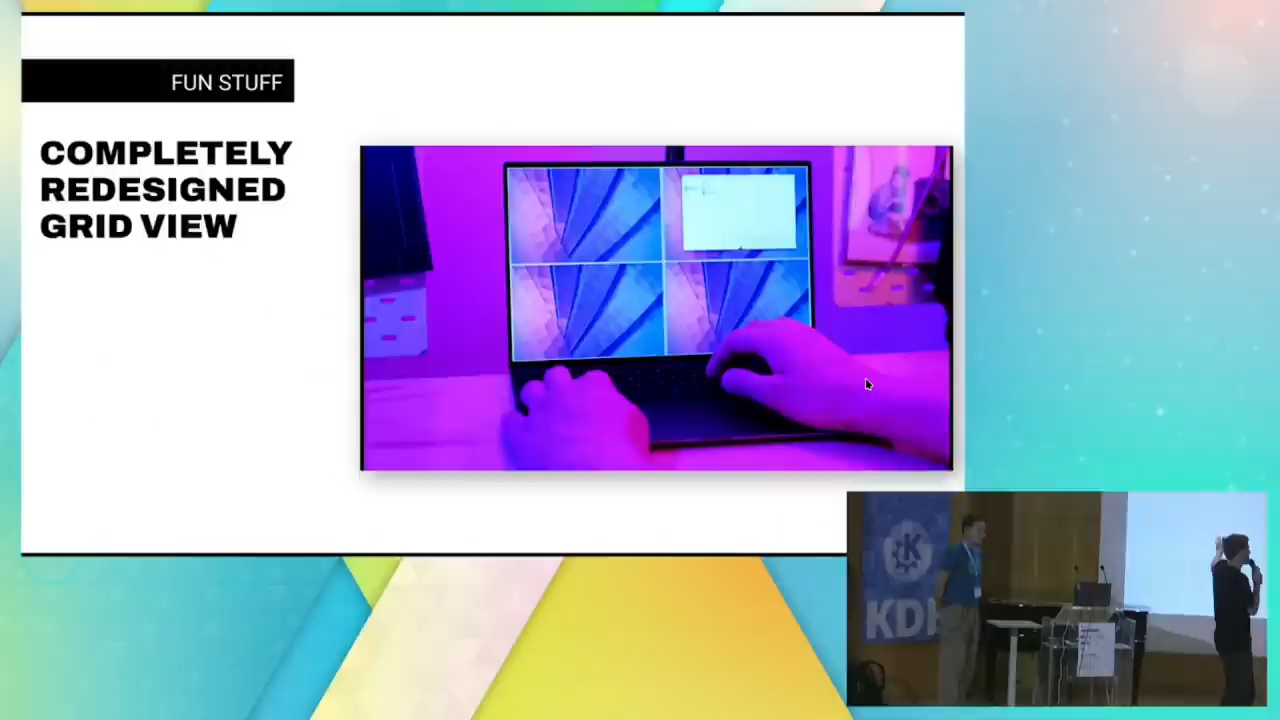 FUN STUFF
COMPLETELY
REDESIGNED
GRID VIEW
K
KDE